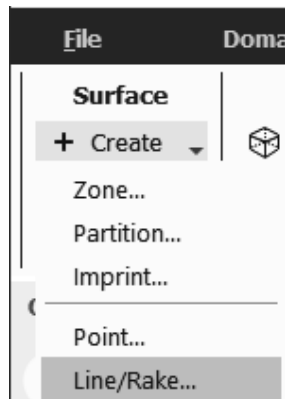 File Doma
Surface
+ Create
Zone...
Partition...
Imprint...
Point...
Line/Rake...